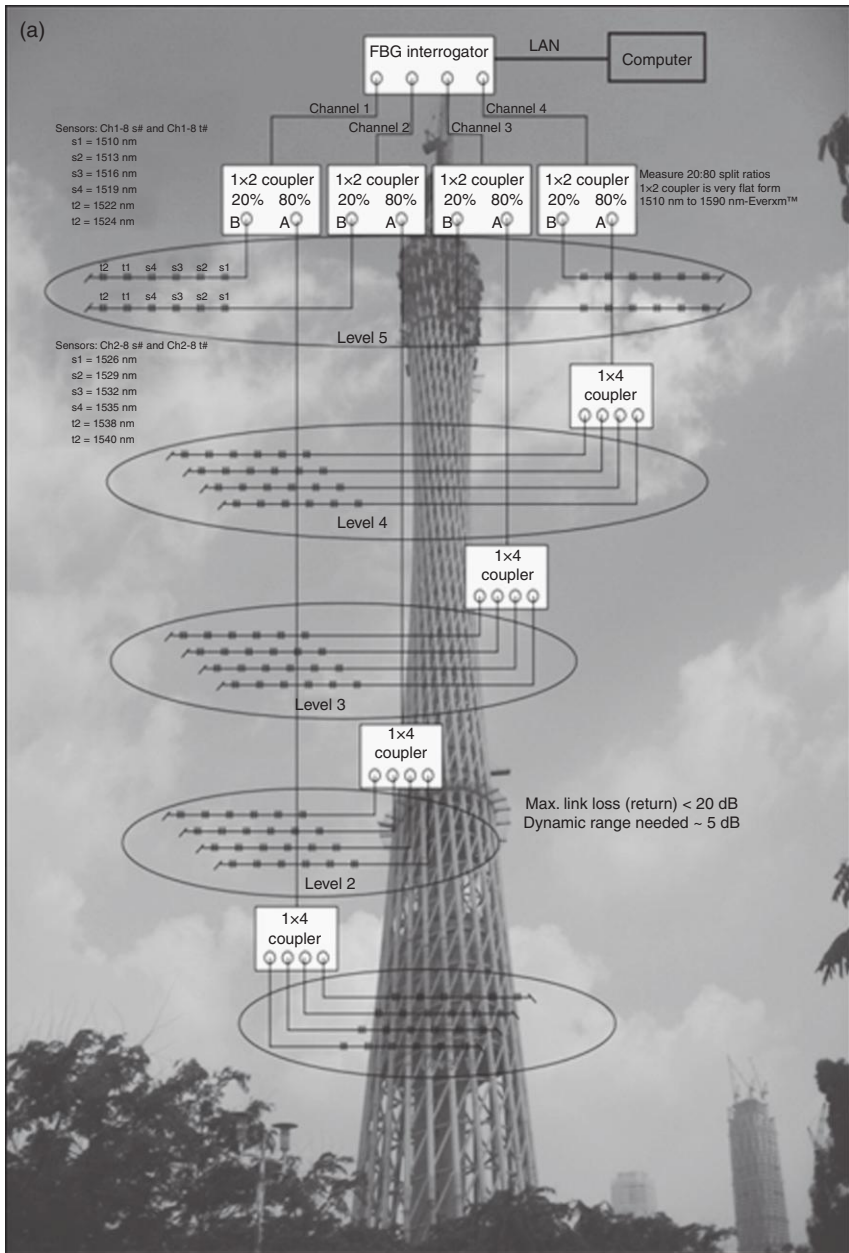 (a)
FBG interrogator
LAN
Computer
Channel 1
Channel 2
Channel 3
Channel 4
Sensors: Ch1-8 s# and Ch1-8 t#
s1 = 1510 nm
s2 = 1513 nm
s3 = 1516 nm
s4 = 1519 nm
t2 = 1522 nm
t2 = 1524 nm
1×2 coupler
20% 80%
B A
1×2 coupler
20% 80%
B A
1×2 coupler
20% 80%
B A
1×2 coupler
20% 80%
B A
Measure 20:80 split ratios
1×2 coupler is very flat form
1510 nm to 1590 nm-Everxm™
t2 t1 s4 s3 s2 s1
t2 t1 s4 s3 s2 s1
Level 5
Sensors: Ch2-8 s# and Ch2-8 t#
s1 = 1526 nm
s2 = 1529 nm
s3 = 1532 nm
s4 = 1535 nm
t2 = 1538 nm
t2 = 1540 nm
1×4
coupler
Level 4
1×4
coupler
Level 3
1×4
coupler
Max. link loss (return) < 20 dB
Dynamic range needed ~ 5 dB
Level 2
1×4
coupler